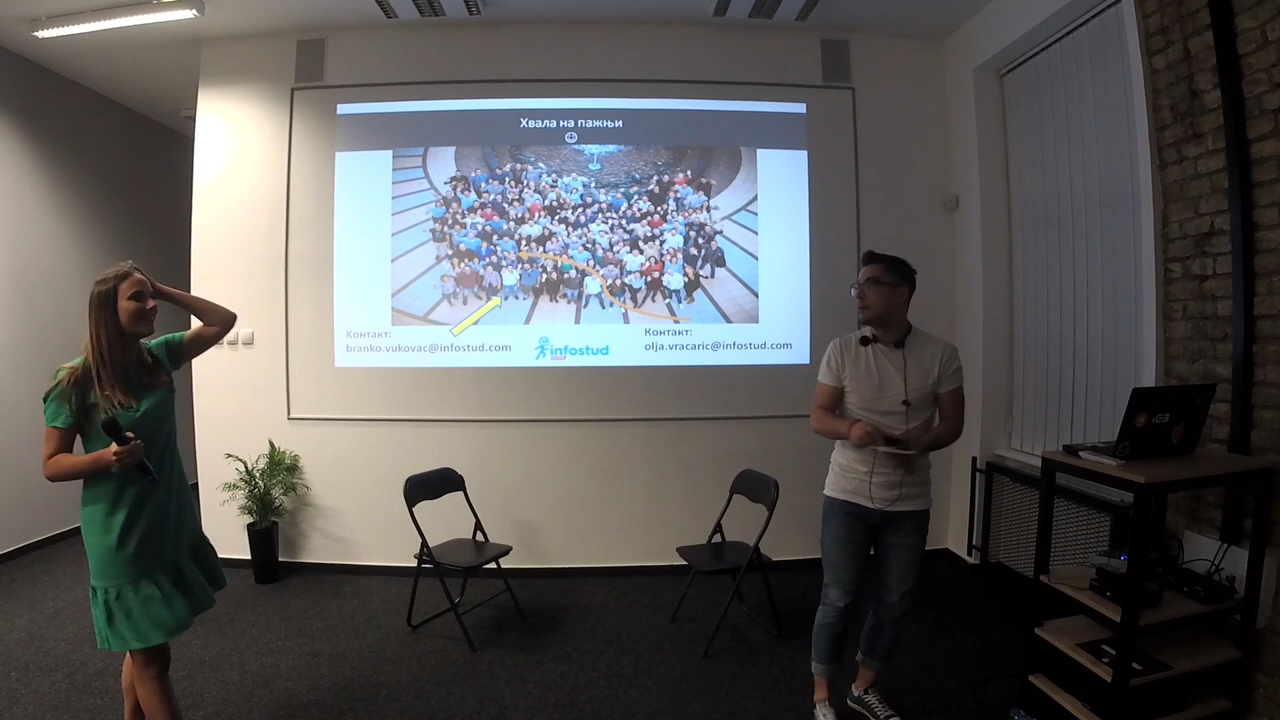 Хвала на пажњи
Контакт:
branko.vukovac@infostud.com
infostud
Контакт:
olja.vracaric@infostud.com